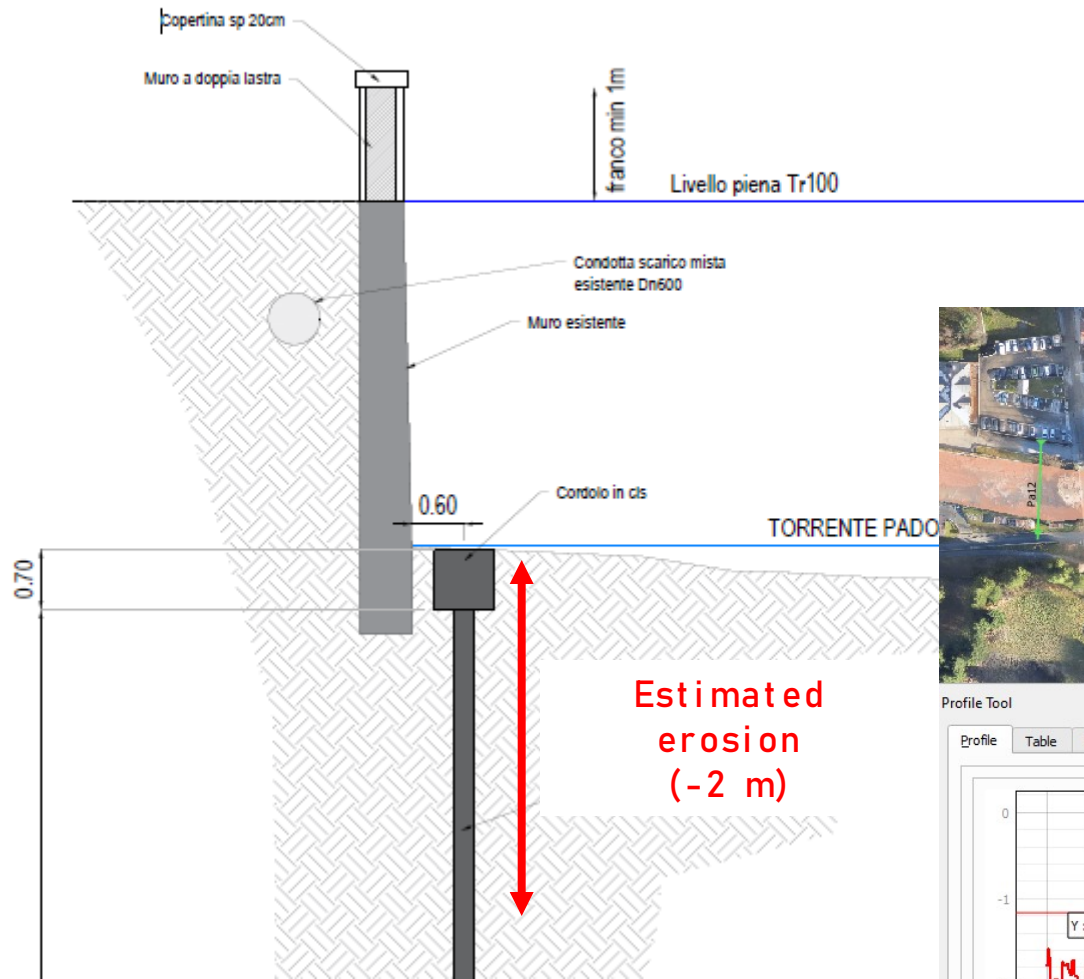 Copertina sp 20cm
Muro a doppia lastra
franco min 1m
Livello piena Tr100
Condotta scarico mista
esistente Dn600
Muro esistente
Cordolo in cls
0.60
TORRENTE PADO
0.70
Estimated
erosion
(-2 m)
Pa12
Profile Tool
Profile
Table
0
-1
Y